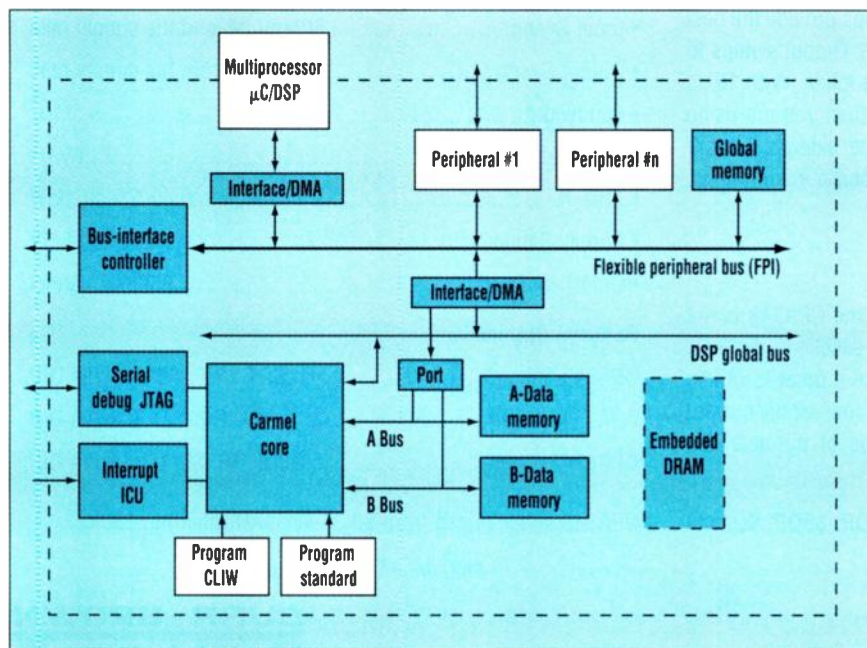 Multiprocessor
µC/DSP
Peripheral #1
Peripheral #n
Global
memory
Interface/DMA
Bus-interface
controller
Flexible peripheral bus (FPI)
Interface/DMA
DSP global bus
Serial
debug JTAG
Port
Carmel
core
A-Data
memory
A Bus
Embedded
DRAM
Interrupt
ICU
B-Data
memory
B Bus
Program
CLIW
Program
standard